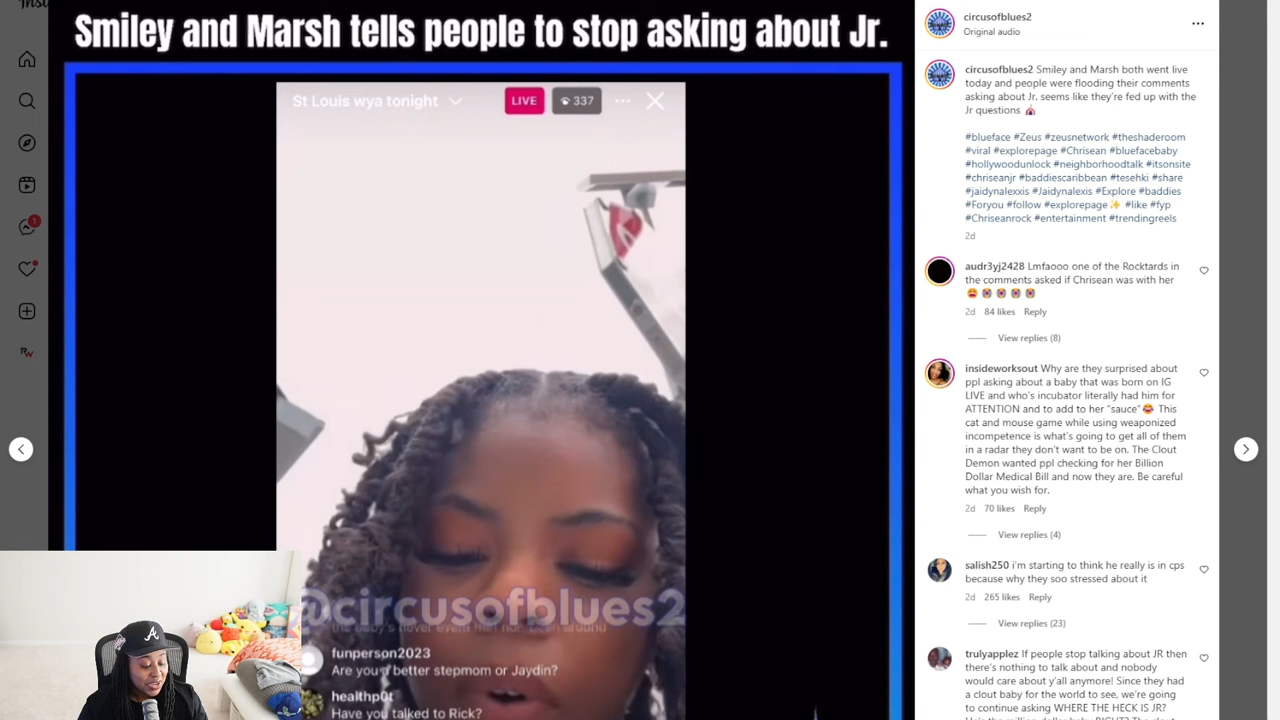 Smiley and Marsh tells people to stop asking about Jr.
St Louis wya tonight
LIVE
337
@circusofblues2
funperson2023
Are you a better stepmom or Jaydin?
healthp0t
Have you talked to Rick?
A
1
RW
circusofblues2
Original audio
circusofblues2 Smiley and Marsh both went live
today and people were flooding their comments
asking about Jr. seems like they're fed up with the
Jr questions 🎪
#blueface #Zeus #zeusnetwork #theshaderoom
#viral #explorepage #Chrisean #bluefacebaby
#hollywoodunlock #neighborhoodtalk #itsonsite
#chriseanjr #baddiescaribbean #tesehki #share
#jaidynalexxis #Jaidynalexis #Explore #baddies
#Foryou #follow #explorepage✨ #like #fyp
#Chriseanrock #entertainment #trendingreels
2d
audr3yj2428 Lmfaooo one of the Rocktards in
the comments asked if Chrisean was with her
2d 84 likes Reply
View replies (8)
insideworksout Why are they surprised about
ppl asking about a baby that was born on IG
LIVE and who's incubator literally had him for
ATTENTION and to add to her "sauce"😂 This
cat and mouse game while using weaponized
incompetence is what's going to get all of them
in a radar they don't want to be on. The Clout
Demon wanted ppl checking for her Billion
Dollar Medical Bill and now they are. Be careful
what you wish for.
2d 70 likes Reply
View replies (4)
salish250 i'm starting to think he really is in cps
because why they soo stressed about it
2d 265 likes Reply
View replies (23)
trulyapplez If people stop talking about JR then
there's nothing to talk about and nobody
would care about y'all anymore! Since they had
a clout baby for the world to see, we're going
to continue asking WHERE THE HECK IS JR?